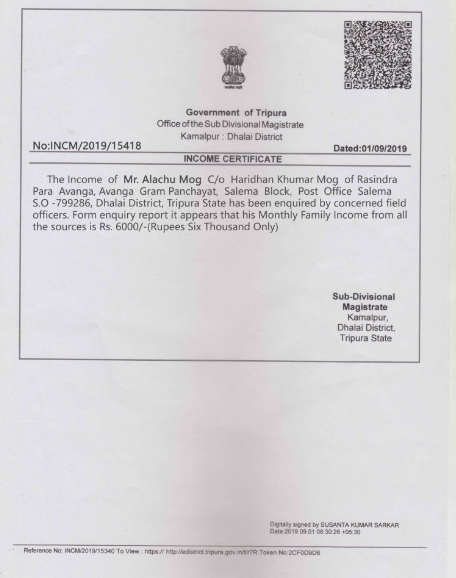 Government of Tripura
Office of the Sub Divisional Magistrate
Kamalpur : Dhalai District
No:INCM/2019/15418
Dated:01/09/2019
INCOME CERTIFICATE
The Income of Mr. Alachu Mog C/o Haridhan Khumar Mog of Rasindra
Para Avanga, Avanga Gram Panchayat, Salema Block, Post Office Salema
S.O -799286, Dhalai District, Tripura State has been enquired by concerned field
officers. Form enquiry report it appears that his Monthly Family Income from all
the sources is Rs. 6000/-(Rupees Six Thousand Only)
Sub-Divisional
Magistrate
Kamalpur,
Dhalai District,
Tripura State
Digitally signed by SUSANTA KUMAR SARKAR
Date:2019.09.01 08:30:26 +05:30
Reference No: INCM/2019/15340 To View : https:// http://edistrict.tripura.gov.in/t/r7R Token No:2CF0D9D8